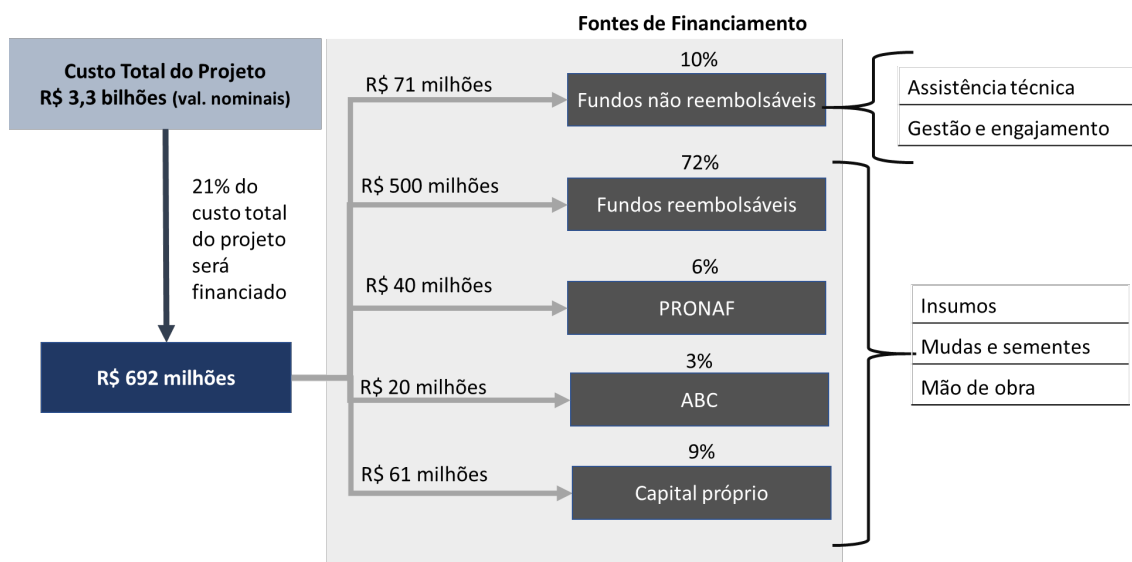 Fontes de Financiamento
Custo Total do Projeto
R$ 3,3 bilhões (val. nominais)
21% do
custo total
do projeto
será
financiado
R$ 692 milhões
R$ 71 milhões
10%
Fundos não reembolsáveis
Assistência técnica
Gestão e engajamento
R$ 500 milhões
72%
Fundos reembolsáveis
R$ 40 milhões
6%
PRONAF
R$ 20 milhões
3%
ABC
R$ 61 milhões
9%
Capital próprio
Insumos
Mudas e sementes
Mão de obra